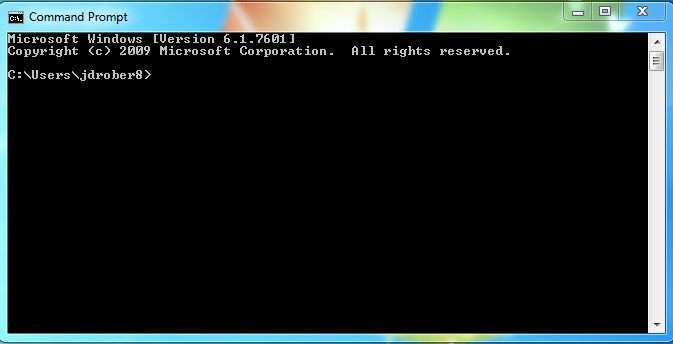 Command Prompt
Microsoft Windows [Version 6.1.7601]
Copyright (c) 2009 Microsoft Corporation.  All rights reserved.
C:\Users\jdrober8>